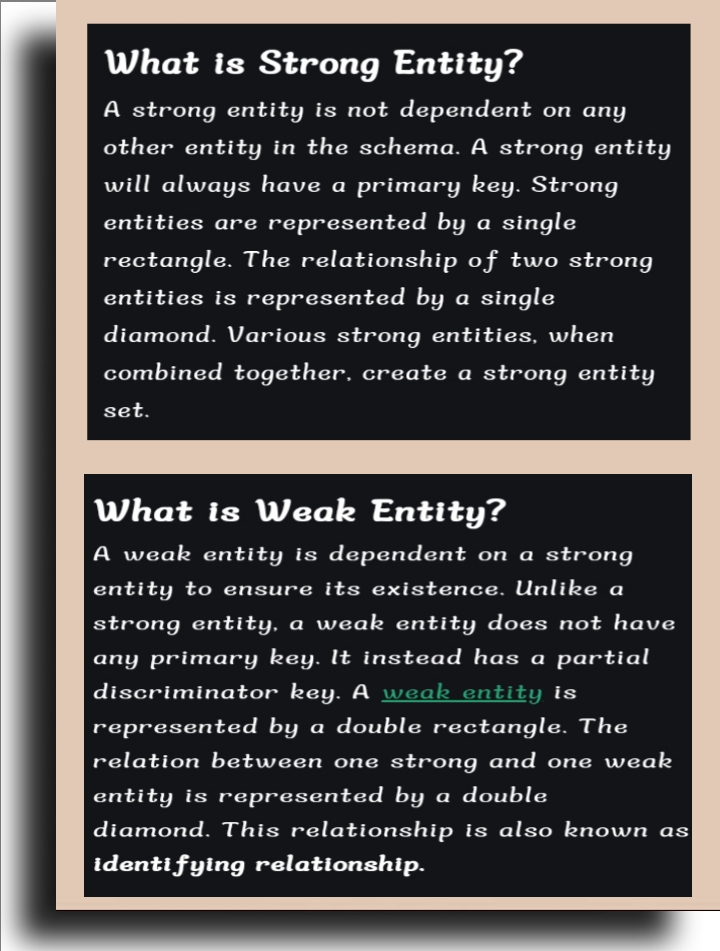 What is Strong Entity?
A strong entity is not dependent on any
other entity in the schema. A strong entity
will always have a primary key. Strong
entities are represented by a single
rectangle. The relationship of two strong
entities is represented by a single
diamond. Various strong entities, when
combined together, create a strong entity
set.
What is Weak Entity?
A weak entity is dependent on a strong
entity to ensure its existence. Unlike a
strong entity, a weak entity does not have
any primary key. It instead has a partial
discriminator key. A weak entity is
represented by a double rectangle. The
relation between one strong and one weak
entity is represented by a double
diamond. This relationship is also known as
identifying relationship.